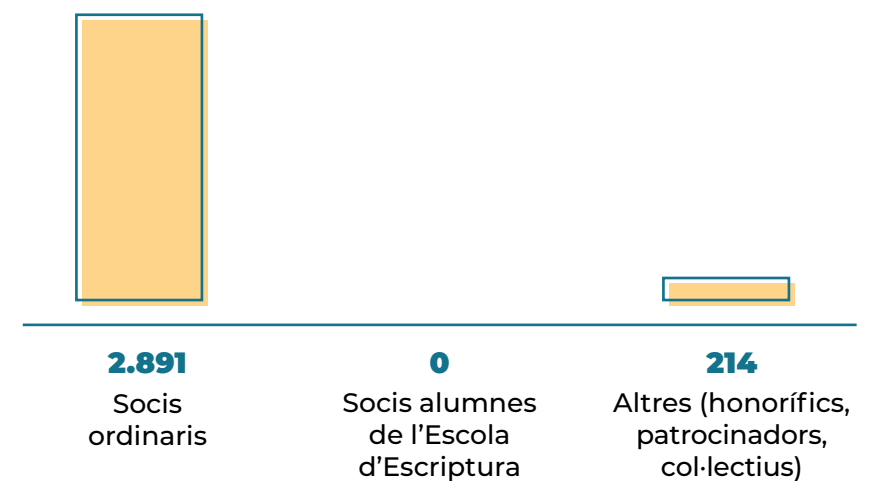 2.891
Socis
ordinaris
0
Socis alumnes
de l’Escola
d’Escriptura
214
Altres (honorífics,
patrocinadors,
col·lectius)